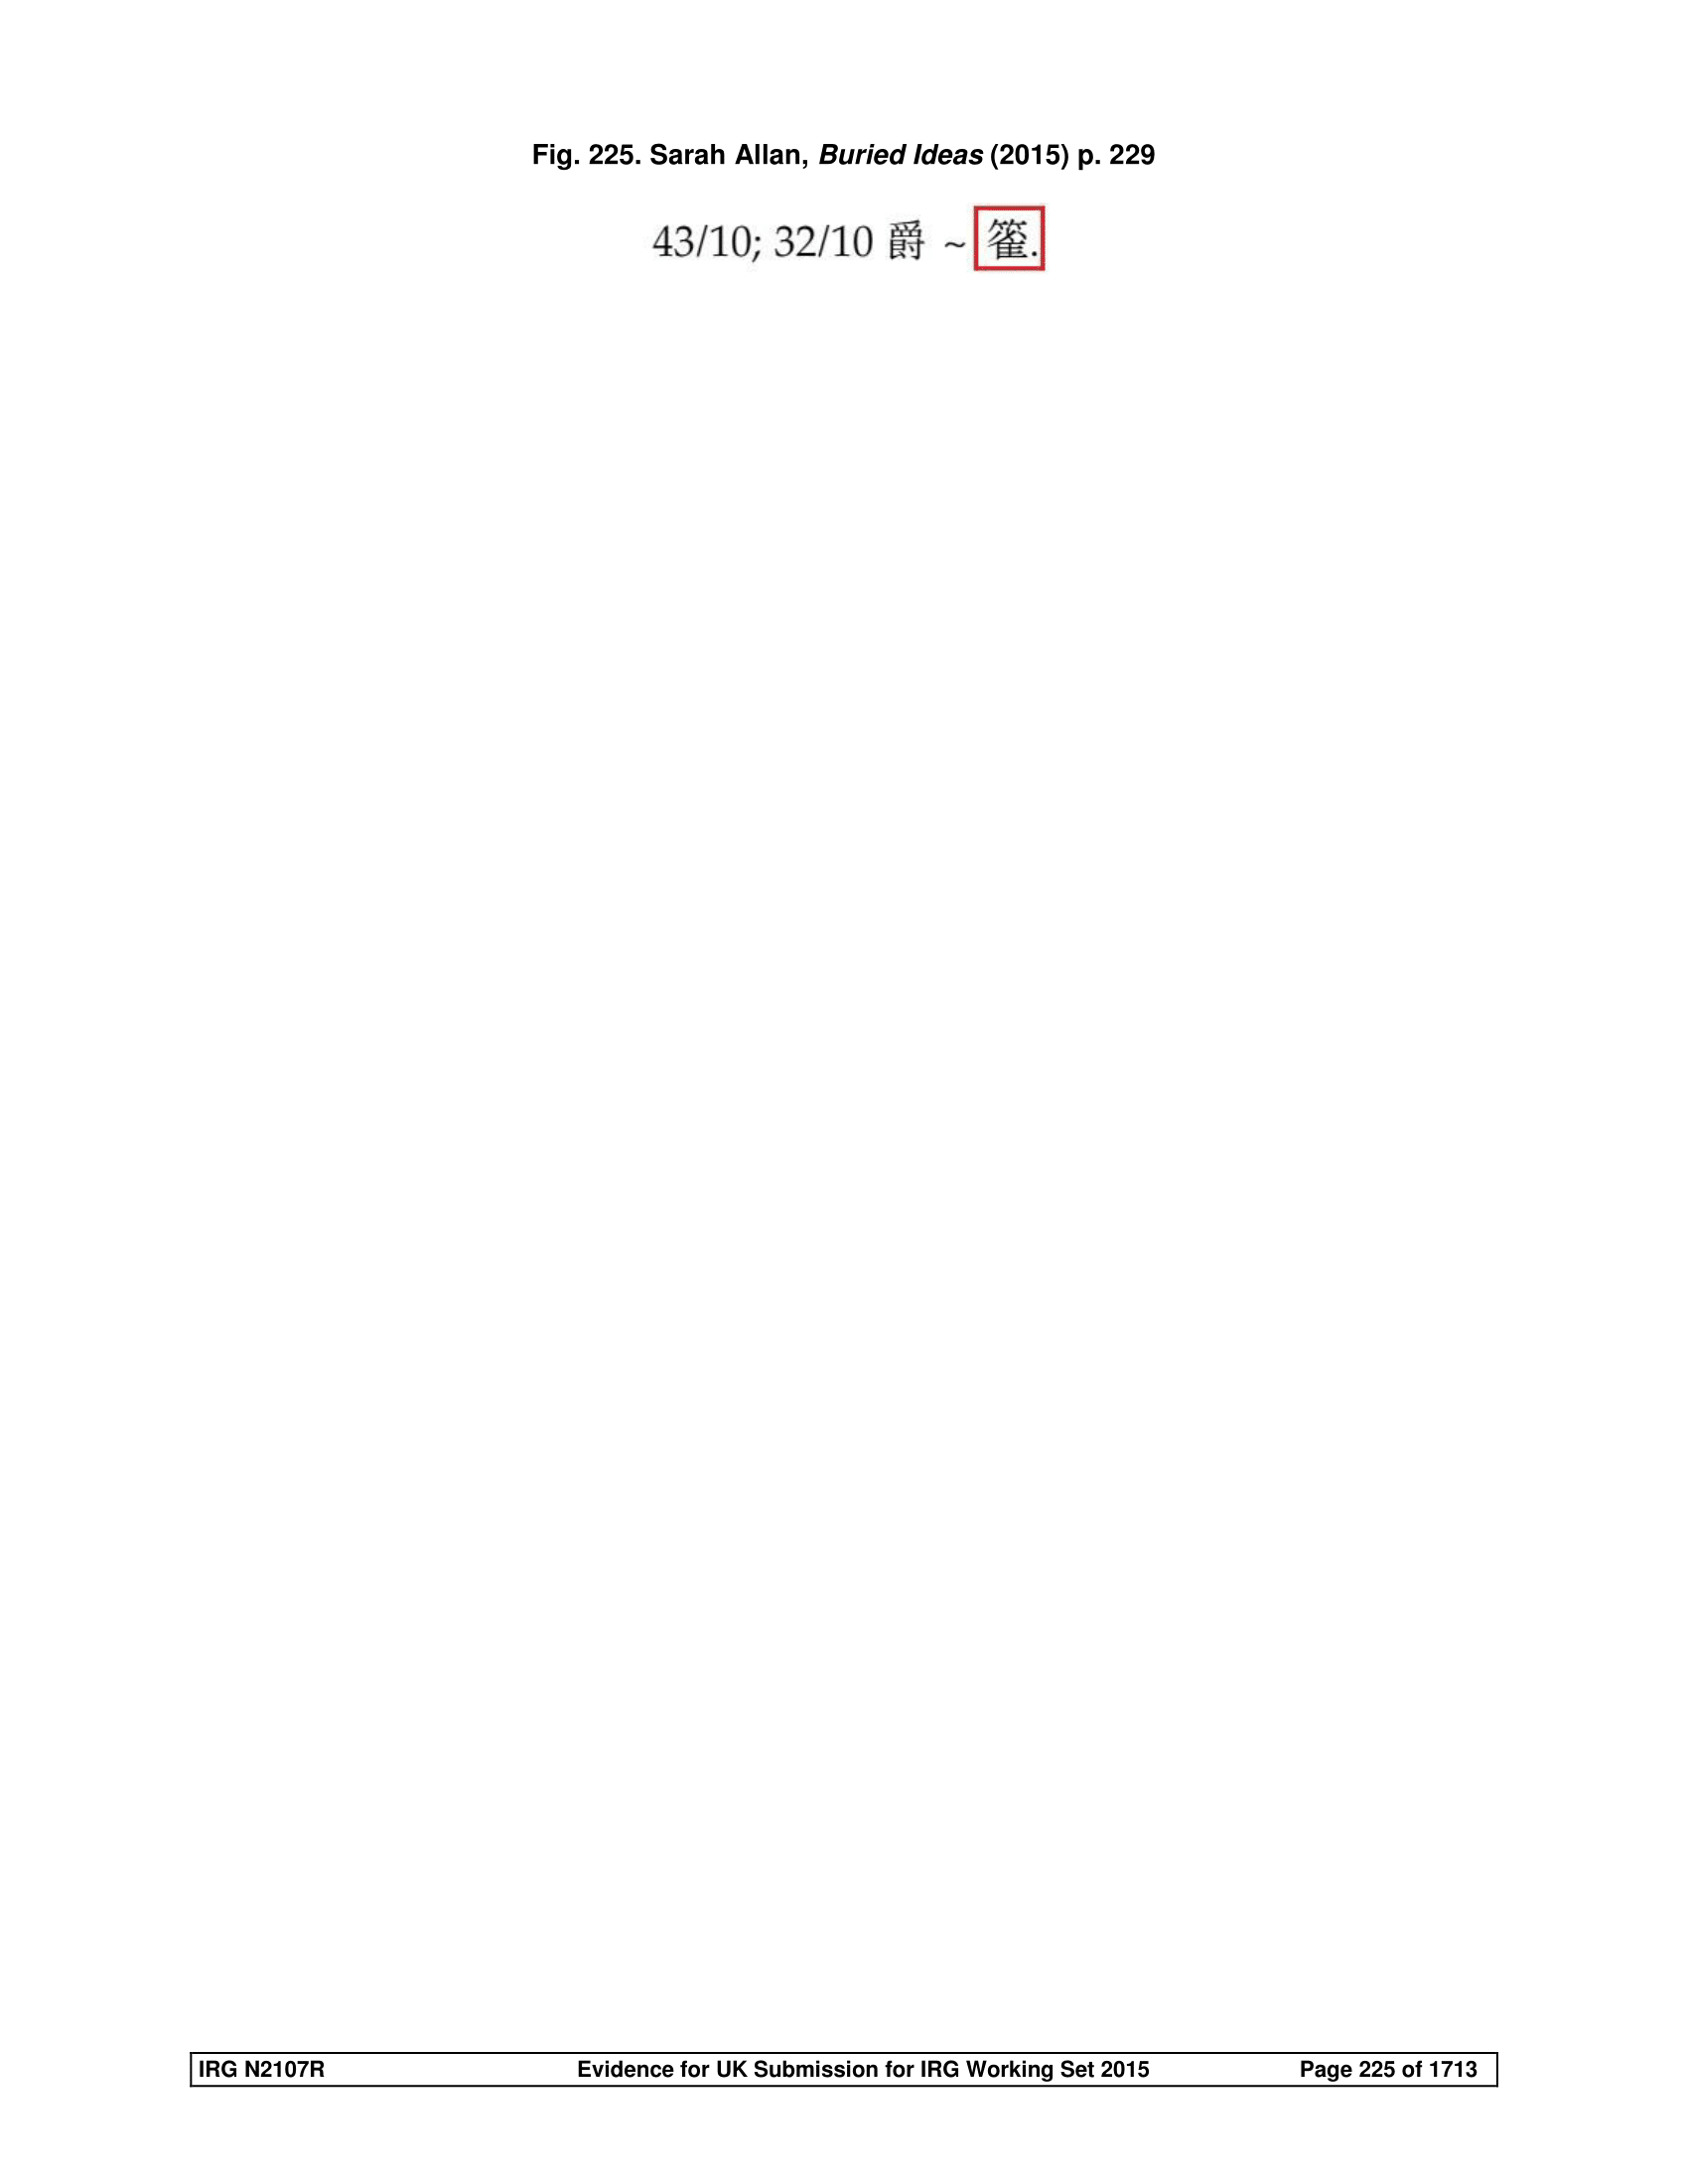 Fig. 225. Sarah Allan, Buried Ideas (2015) p. 229
43/10; 32/10 爵 ~ .
IRG N2107R Evidence for UK Submission for IRG Working Set 2015 Page 225 of 1713